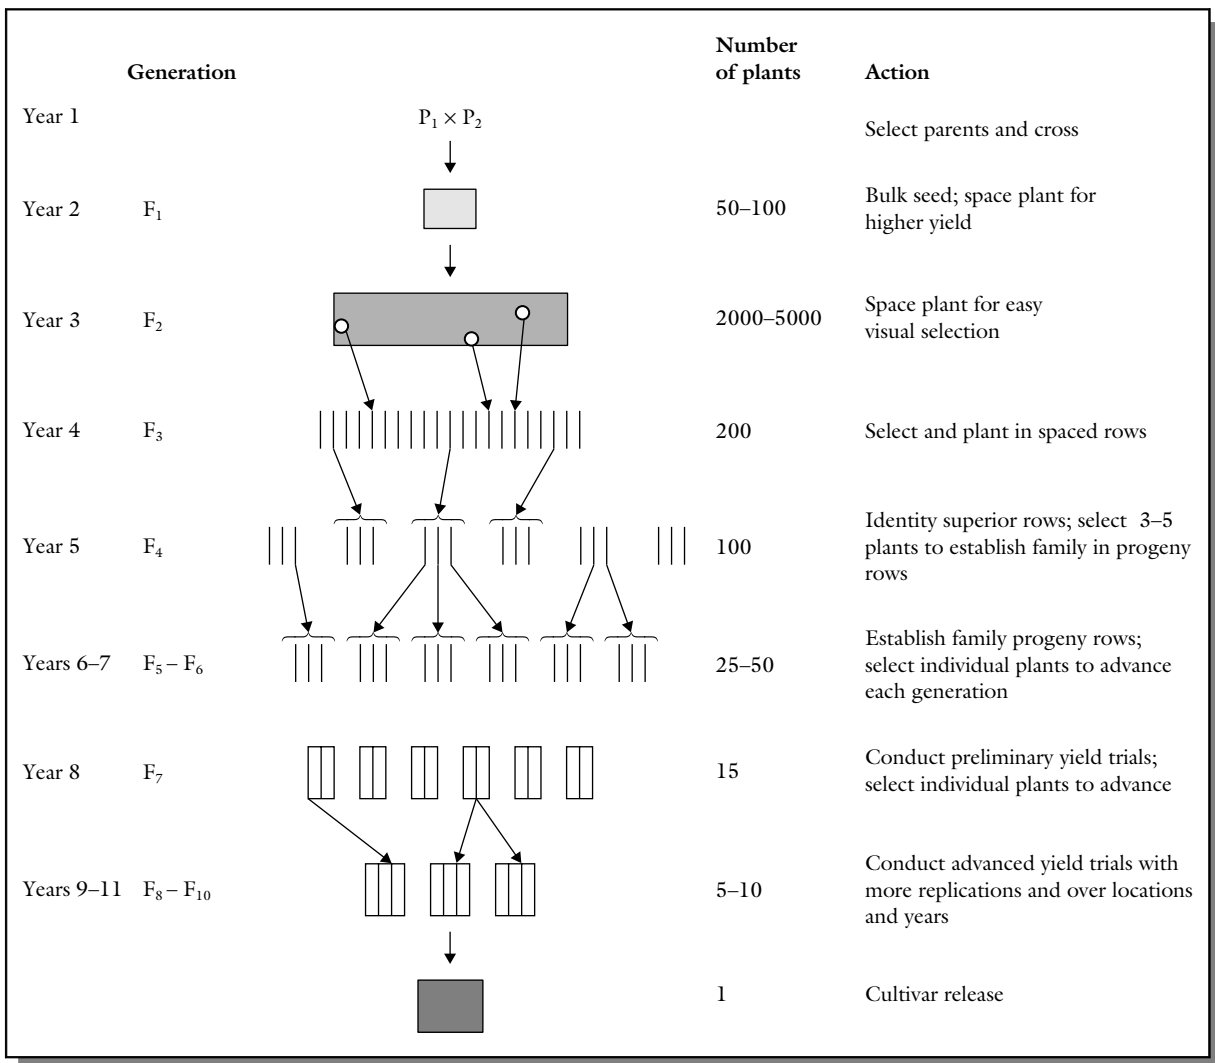 Generation
Number
of plants
Action
Year 1
P₁ × P₂
Select parents and cross
Year 2
F₁
50–100
Bulk seed; space plant for
higher yield
Year 3
F₂
2000–5000
Space plant for easy
visual selection
Year 4
F₃
200
Select and plant in spaced rows
Year 5
F₄
100
Identity superior rows; select 3–5
plants to establish family in progeny
rows
Years 6–7
F₅ – F₆
25–50
Establish family progeny rows;
select individual plants to advance
each generation
Year 8
F₇
15
Conduct preliminary yield trials;
select individual plants to advance
Years 9–11
F₈ – F₁₀
5–10
Conduct advanced yield trials with
more replications and over locations
and years
1
Cultivar release